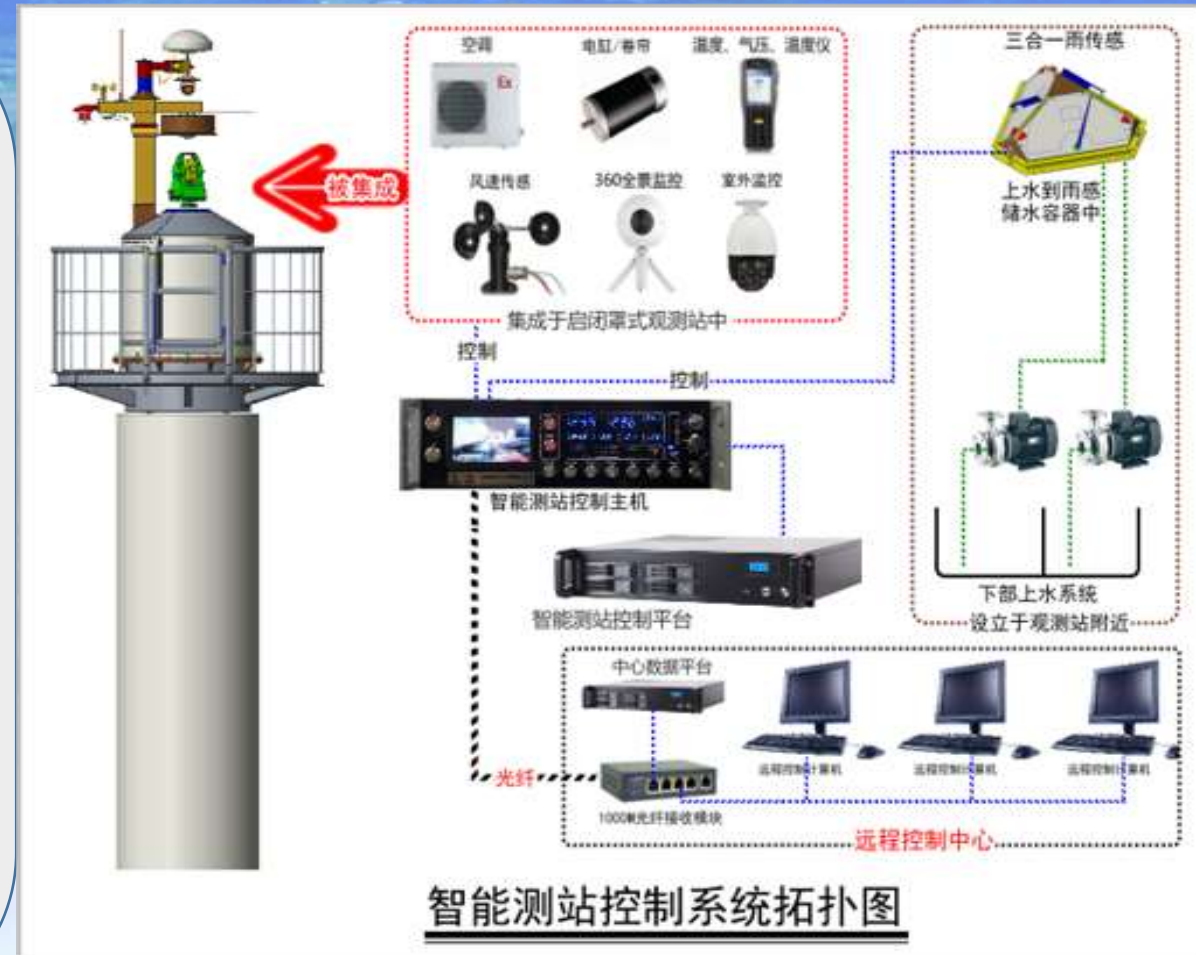 空调
电缸/卷帘
温度、气压、温度仪
Ex
风速传感
360全景监控
室外监控
集成于启闭罩式观测站中
被集成
三合一雨传感
上水到雨感
储水容器中
控制
控制
智能测站控制主机
智能测站控制平台
下部上水系统
设立于观测站附近
中心数据平台
远程控制计算机
远程控制计算机
远程控制计算机
光纤
1000M光纤接收模块
远程控制中心
智能测站控制系统拓扑图